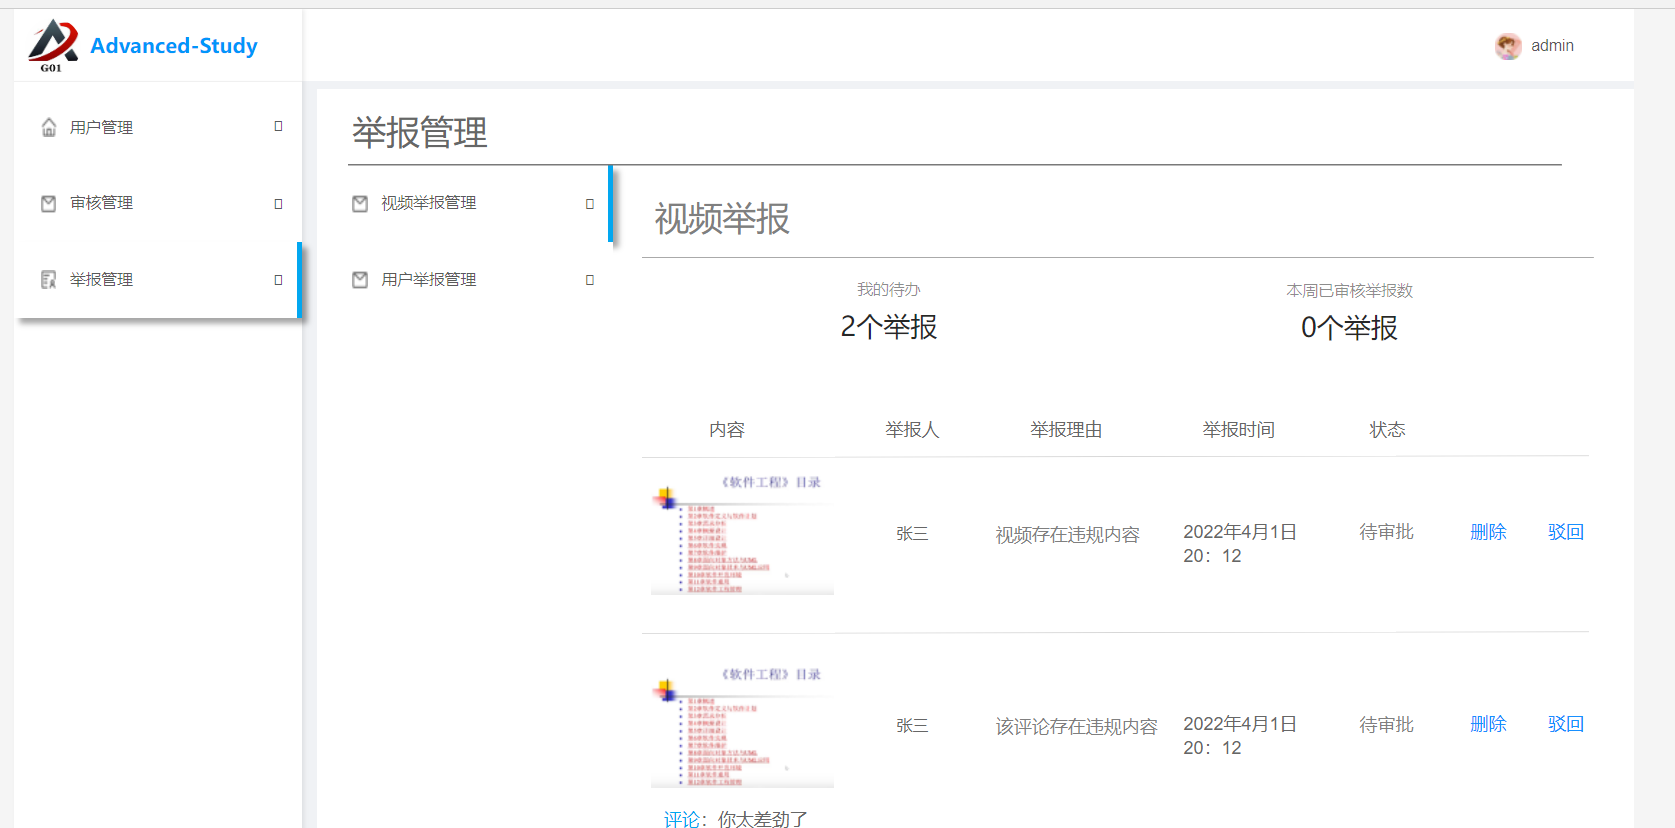 Advanced-Study
G01
admin
用户管理
审核管理
举报管理
举报管理
视频举报管理
用户举报管理
视频举报
我的待办
2个举报
本周已审核举报数
0个举报
内容 举报人 举报理由 举报时间 状态
《软件工程》目录
张三 视频存在违规内容 2022年4月1日 待审批 删除 驳回
20：12
《软件工程》目录
张三 该评论存在违规内容 2022年4月1日 待审批 删除 驳回
20：12
评论：你太差劲了